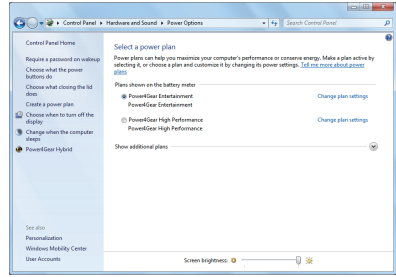 Control Panel
Hardware and Sound
Power Options
Search Control Panel
Control Panel Home
Require a password on wakeup
Choose what the power
buttons do
Choose what closing the lid
does
Create a power plan
Choose when to turn off the
display
Change when the computer
sleeps
Power4Gear Hybrid
See also
Personalization
Windows Mobility Center
User Accounts
Select a power plan
Power plans can help you maximize your computer's performance or conserve energy. Make a plan active by
selecting it, or choose a plan and customize it by changing its power settings. Tell me more about power
plans
Plans shown on the battery meter
Power4Gear Entertainment
Change plan settings
Power4Gear Entertainment
Power4Gear High Performance
Change plan settings
Power4Gear High Performance
Show additional plans
Screen brightness: